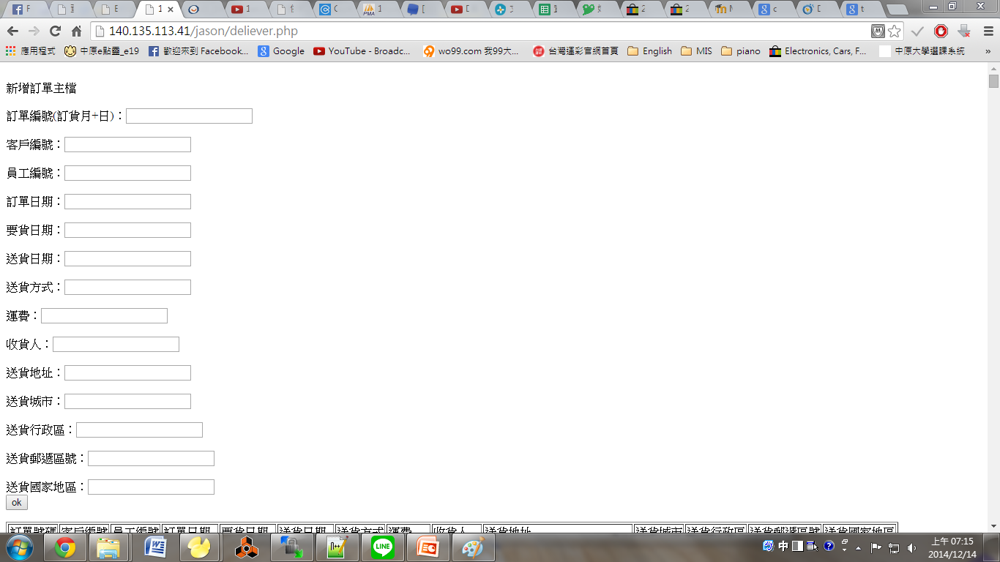 140.135.113.41/jason/deliever.php
應用程式 中原e點靈_e19 歡迎來到 Facebook... Google YouTube - Broadc... wo99.com 我99大... 台灣運彩官網首頁 English MIS piano Electronics, Cars, F... 中原大學選課系統 »
新增訂單主檔
訂單編號(訂貨月+日)：
客戶編號：
員工編號：
訂單日期：
要貨日期：
送貨日期：
送貨方式：
運費：
收貨人：
送貨地址：
送貨城市：
送貨行政區：
送貨郵遞區號：
送貨國家地區：
ok
訂單號碼 客戶編號 員工編號 訂單日期 要貨日期 送貨日期 送貨方式 運費 收貨人 送貨地址 送貨城市 送貨行政區 送貨郵遞區號 送貨國家地區
LINE
中
上午 07:15
2014/12/14